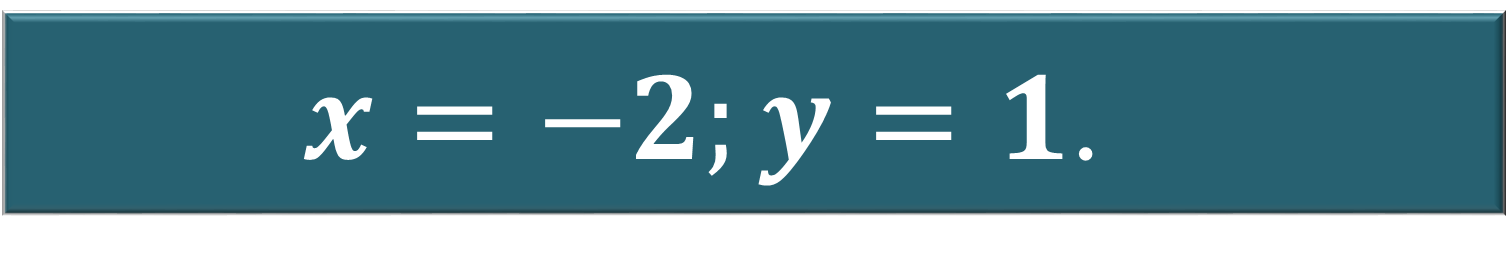 x = −2; y = 1.